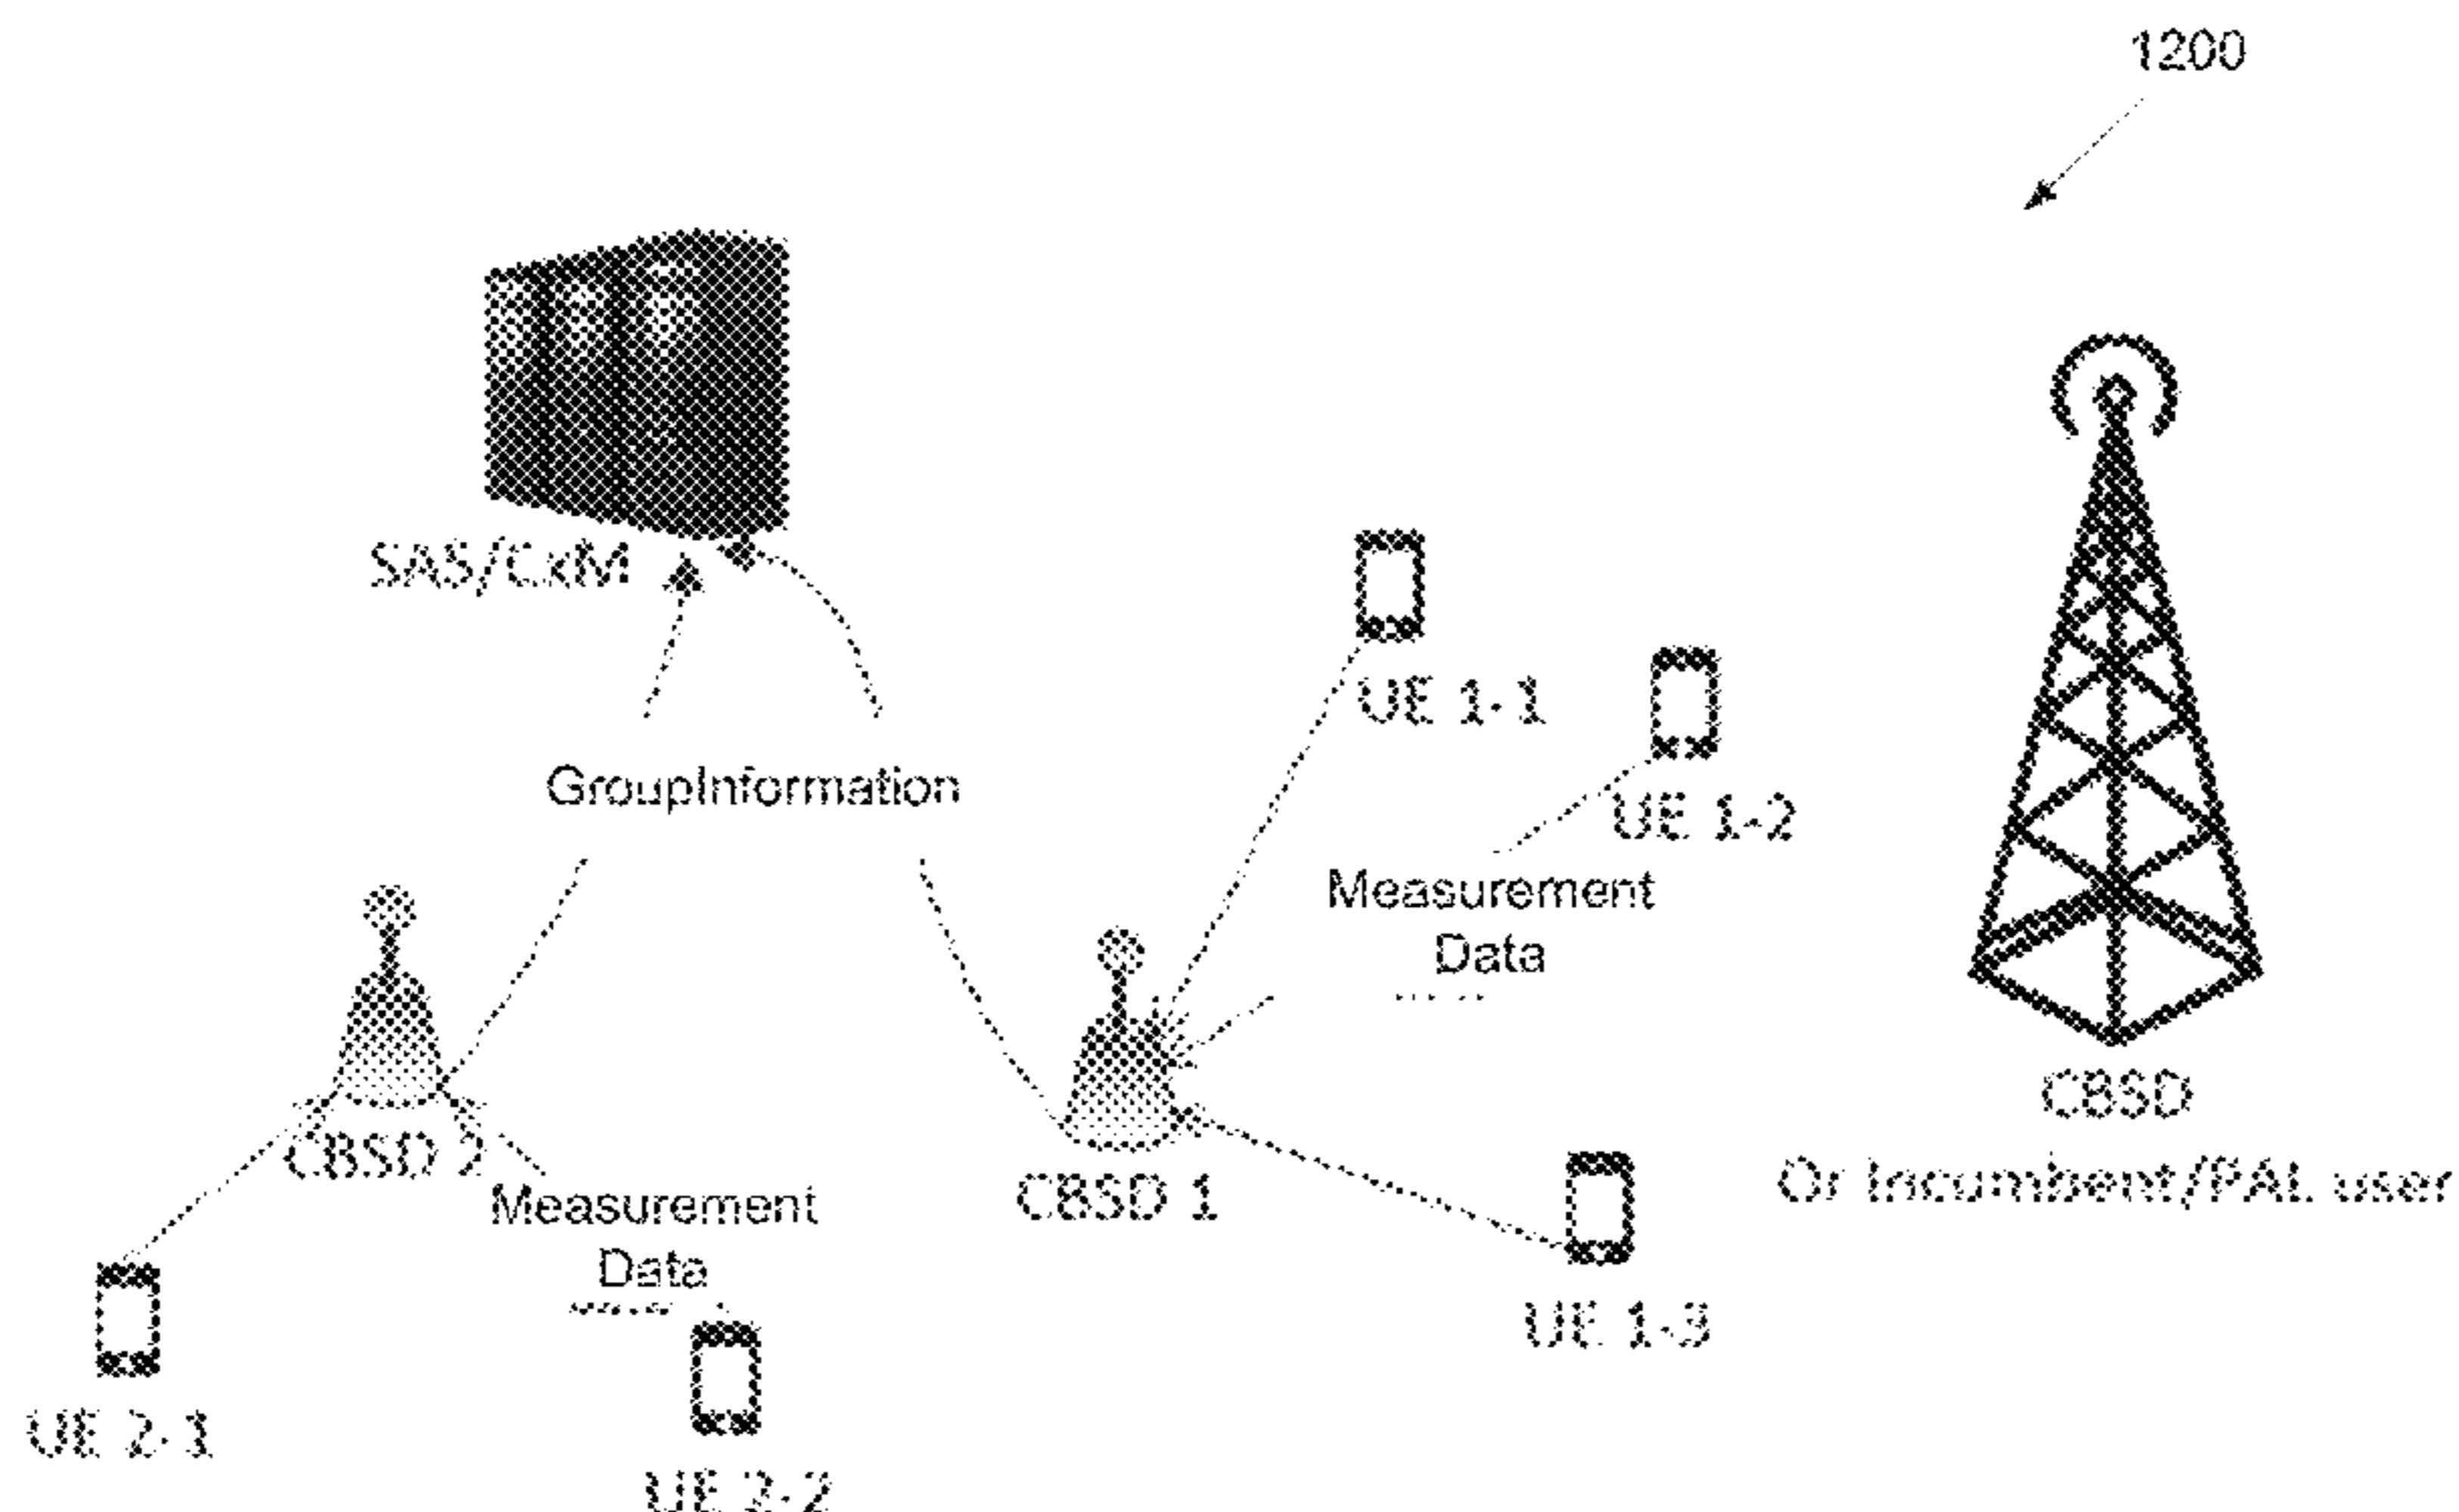 1200
SAS/CxM
UE 1-1
GroupInformation
UE 1-2
Measurement
Data
CBSD
CBSD 2
Or Incumbent/PAL user
Measurement
CBSD 1
Data
UE 1-3
UE 2-1
UE 2-2